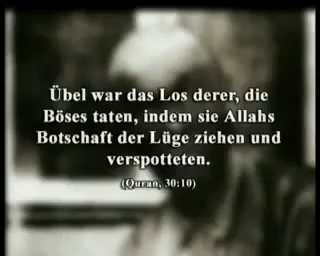 Übel war das Los derer, die
Böses taten, indem sie Allahs
Botschaft der Lüge ziehen und
verspotteten.
(Quran, 30:10)